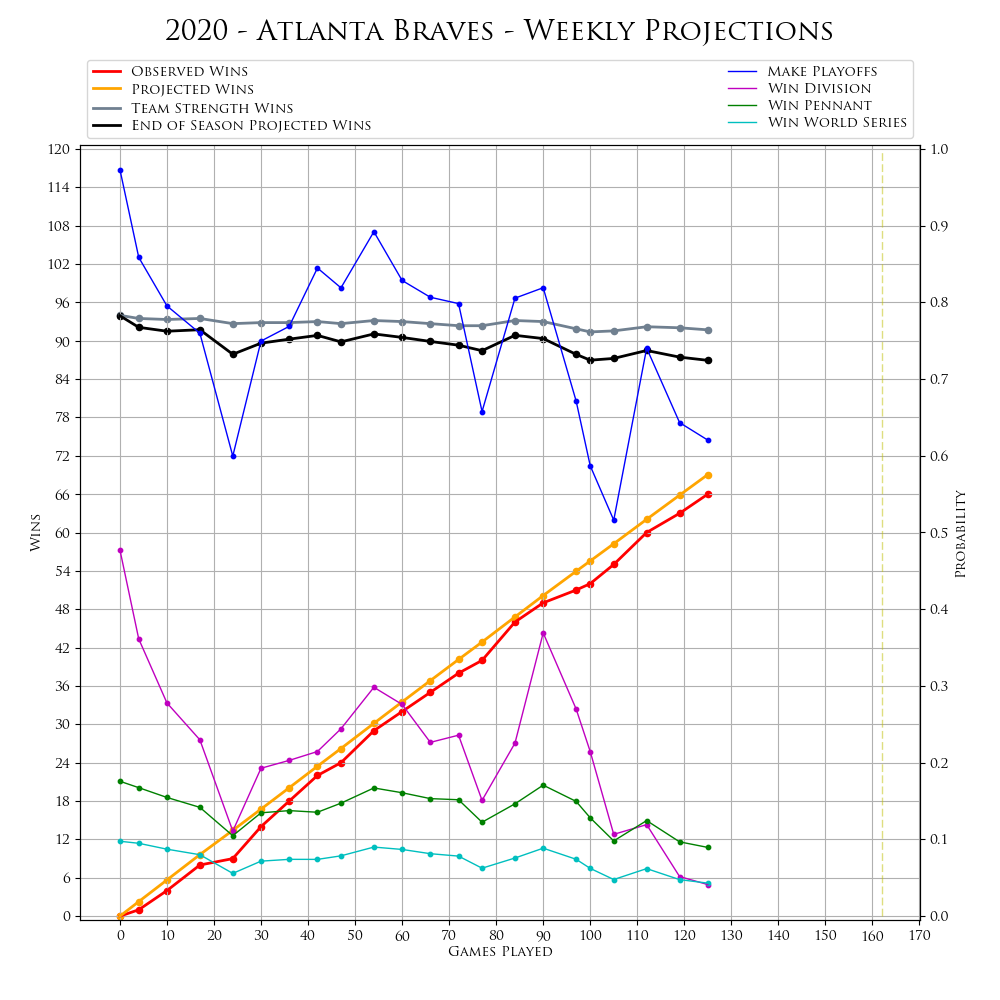 2020 - Atlanta Braves - Weekly Projections
Observed Wins
Projected Wins
Team Strength Wins
End of Season Projected Wins
Make Playoffs
Win Division
Win Pennant
Win World Series
120
114
108
102
96
90
84
78
72
66
60
54
48
42
36
30
24
18
12
6
0
Wins
1.0
0.9
0.8
0.7
0.6
0.5
0.4
0.3
0.2
0.1
0.0
Probability
0 10 20 30 40 50 60 70 80 90 100 110 120 130 140 150 160 170
Games Played